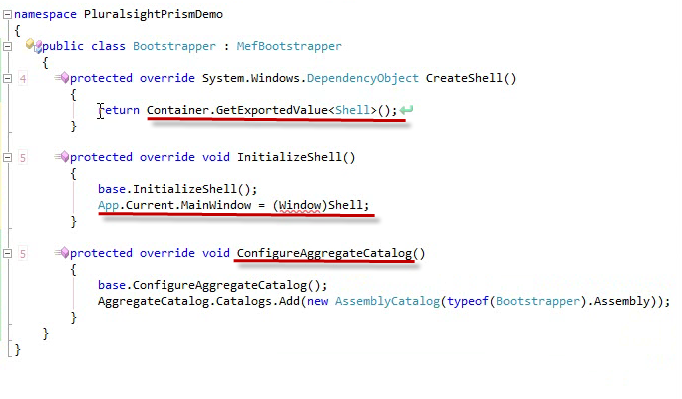 namespace PluralsightPrismDemo
{
public class Bootstrapper : MefBootstrapper
{
4 protected override System.Windows.DependencyObject CreateShell()
{
return Container.GetExportedValue<Shell>();
}
5 protected override void InitializeShell()
{
base.InitializeShell();
App.Current.MainWindow = (Window)Shell;
}
5 protected override void ConfigureAggregateCatalog()
{
base.ConfigureAggregateCatalog();
AggregateCatalog.Catalogs.Add(new AssemblyCatalog(typeof(Bootstrapper).Assembly));
}
}
}